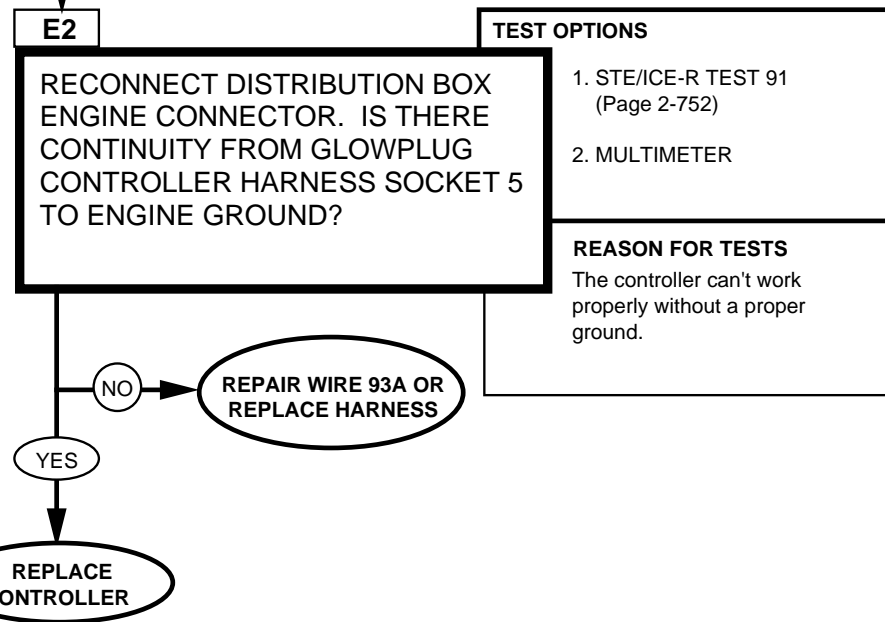 E2
RECONNECT DISTRIBUTION BOX
ENGINE CONNECTOR. IS THERE
CONTINUITY FROM GLOWPLUG
CONTROLLER HARNESS SOCKET 5
TO ENGINE GROUND?
TEST OPTIONS
1. STE/ICE-R TEST 91
(Page 2-752)
2. MULTIMETER
REASON FOR TESTS
The controller can't work
properly without a proper
ground.
NO
REPAIR WIRE 93A OR
REPLACE HARNESS
YES
REPLACE
ONTROLLER